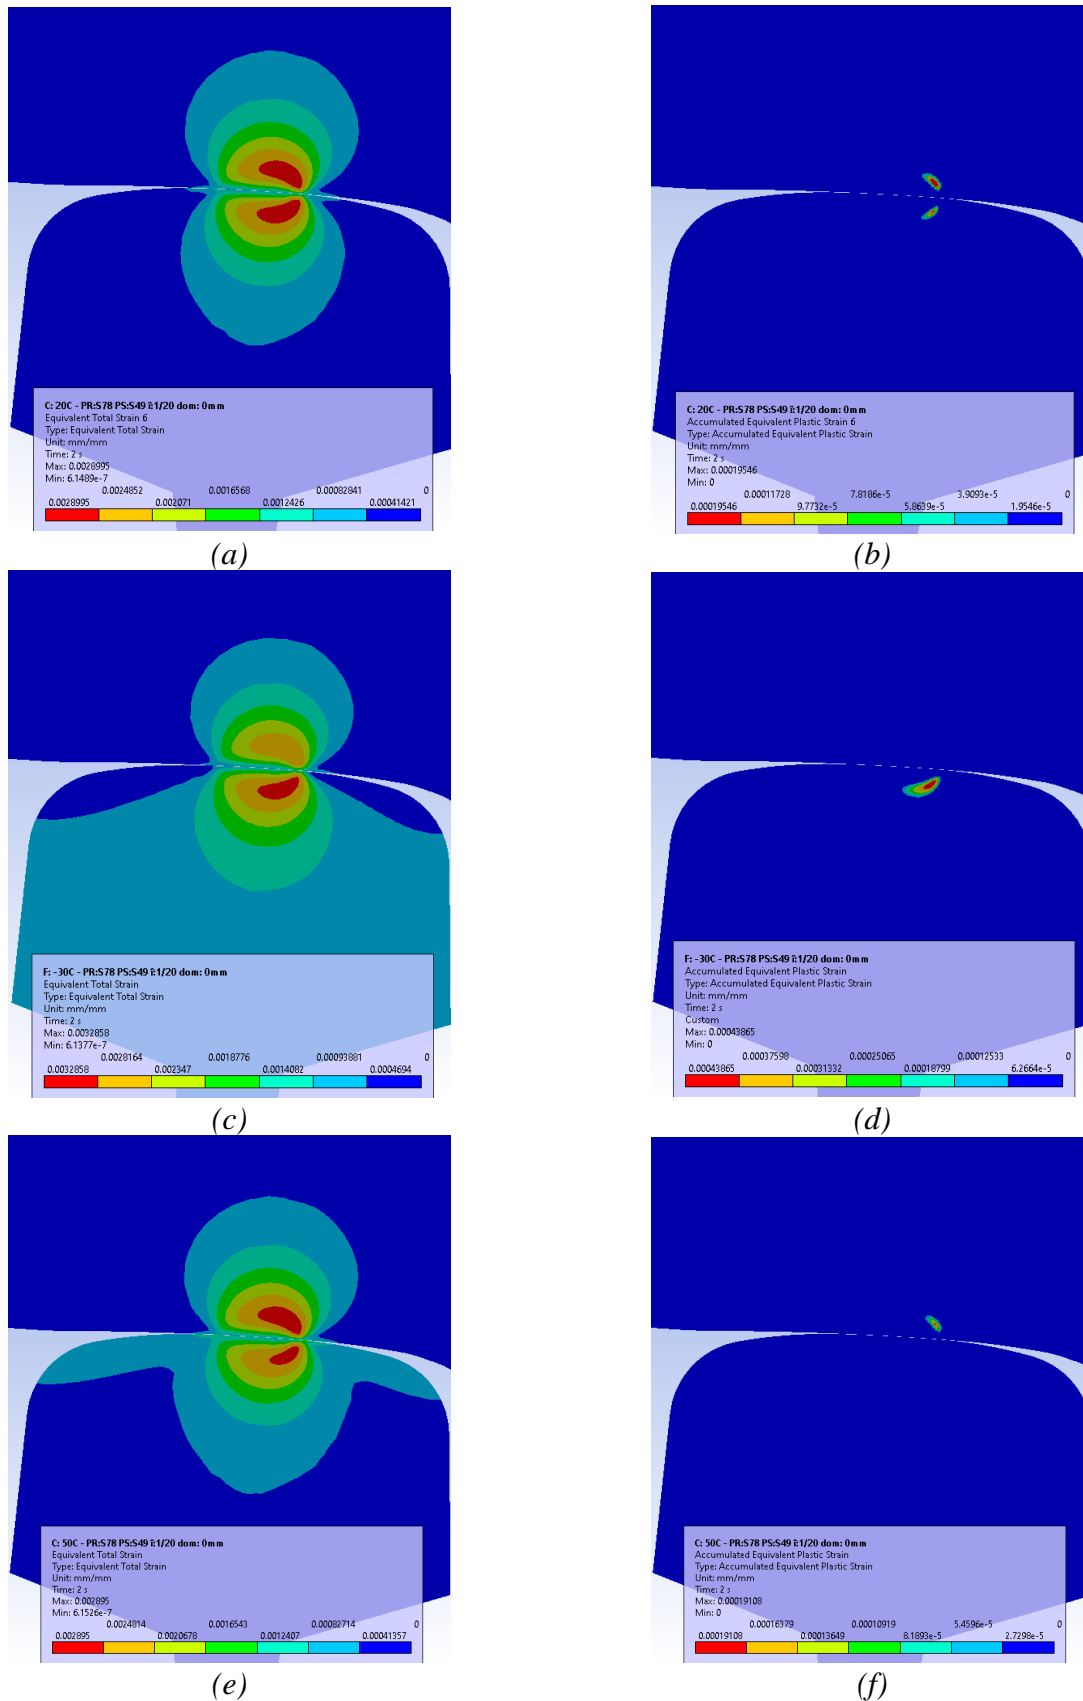 C: 20C - PR:S78 PS:S49 î:1/20 dom: 0mm
Equivalent Total Strain 6
Type: Equivalent Total Strain
Unit: mm/mm
Time: 2 s
Max: 0.0028995
Min: 6.1489e-7
0.0024852 0.0016568 0.00082841 0
0.0028995 0.002071 0.0012426 0.00041421
(a)
C: 20C - PR:S78 PS:S49 î:1/20 dom: 0mm
Accumulated Equivalent Plastic Strain 6
Type: Accumulated Equivalent Plastic Strain
Unit: mm/mm
Time: 2 s
Max: 0.00019546
Min: 0
0.00011728 7.8186e-5 3.9093e-5 0
0.00019546 9.7732e-5 5.8639e-5 1.9546e-5
(b)
F: -30C - PR:S78 PS:S49 î:1/20 dom: 0mm
Equivalent Total Strain
Type: Equivalent Total Strain
Unit: mm/mm
Time: 2 s
Max: 0.0032858
Min: 6.1377e-7
0.0028164 0.0018776 0.00093881 0
0.0032858 0.002347 0.0014082 0.0004694
(c)
F: -30C - PR:S78 PS:S49 î:1/20 dom: 0mm
Accumulated Equivalent Plastic Strain
Type: Accumulated Equivalent Plastic Strain
Unit: mm/mm
Time: 2 s
Custom
Max: 0.00043865
Min: 0
0.00037598 0.00025065 0.00012533 0
0.00043865 0.00031332 0.00018799 6.2664e-5
(d)
C: 50C - PR:S78 PS:S49 î:1/20 dom: 0mm
Equivalent Total Strain
Type: Equivalent Total Strain
Unit: mm/mm
Time: 2 s
Max: 0.002895
Min: 6.1526e-7
0.0024814 0.0016543 0.00082714 0
0.002895 0.0020678 0.0012407 0.00041357
(e)
C: 50C - PR:S78 PS:S49 î:1/20 dom: 0mm
Accumulated Equivalent Plastic Strain
Type: Accumulated Equivalent Plastic Strain
Unit: mm/mm
Time: 2 s
Max: 0.00019108
Min: 0
0.00016379 0.00010919 5.4596e-5 0
0.00019108 0.00013649 8.1893e-5 2.7298e-5
(f)